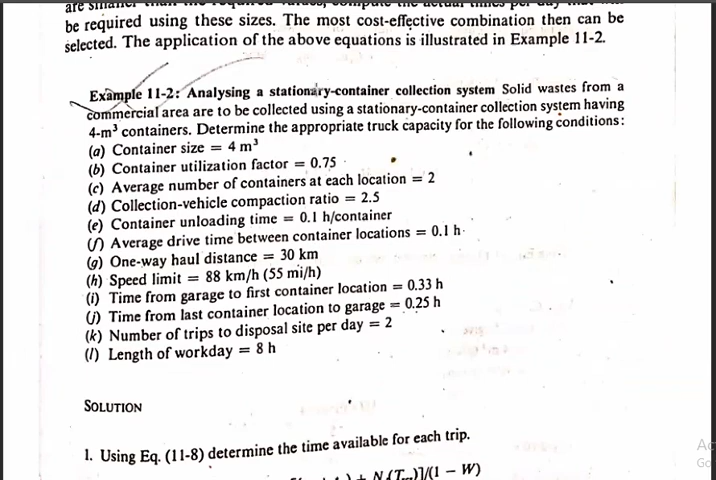 be required using these sizes. The most cost-effective combination then can be
selected. The application of the above equations is illustrated in Example 11-2.
Example 11-2: Analysing a stationary-container collection system Solid wastes from a
commercial area are to be collected using a stationary-container collection system having
4-m³ containers. Determine the appropriate truck capacity for the following conditions:
(a) Container size = 4 m³
(b) Container utilization factor = 0.75
(c) Average number of containers at each location = 2
(d) Collection-vehicle compaction ratio = 2.5
(e) Container unloading time = 0.1 h/container
(f) Average drive time between container locations = 0.1 h
(g) One-way haul distance = 30 km
(h) Speed limit = 88 km/h (55 mi/h)
(i) Time from garage to first container location = 0.33 h
(j) Time from last container location to garage = 0.25 h
(k) Number of trips to disposal site per day = 2
(l) Length of workday = 8 h
SOLUTION
1. Using Eq. (11-8) determine the time available for each trip.
/(1 − W)